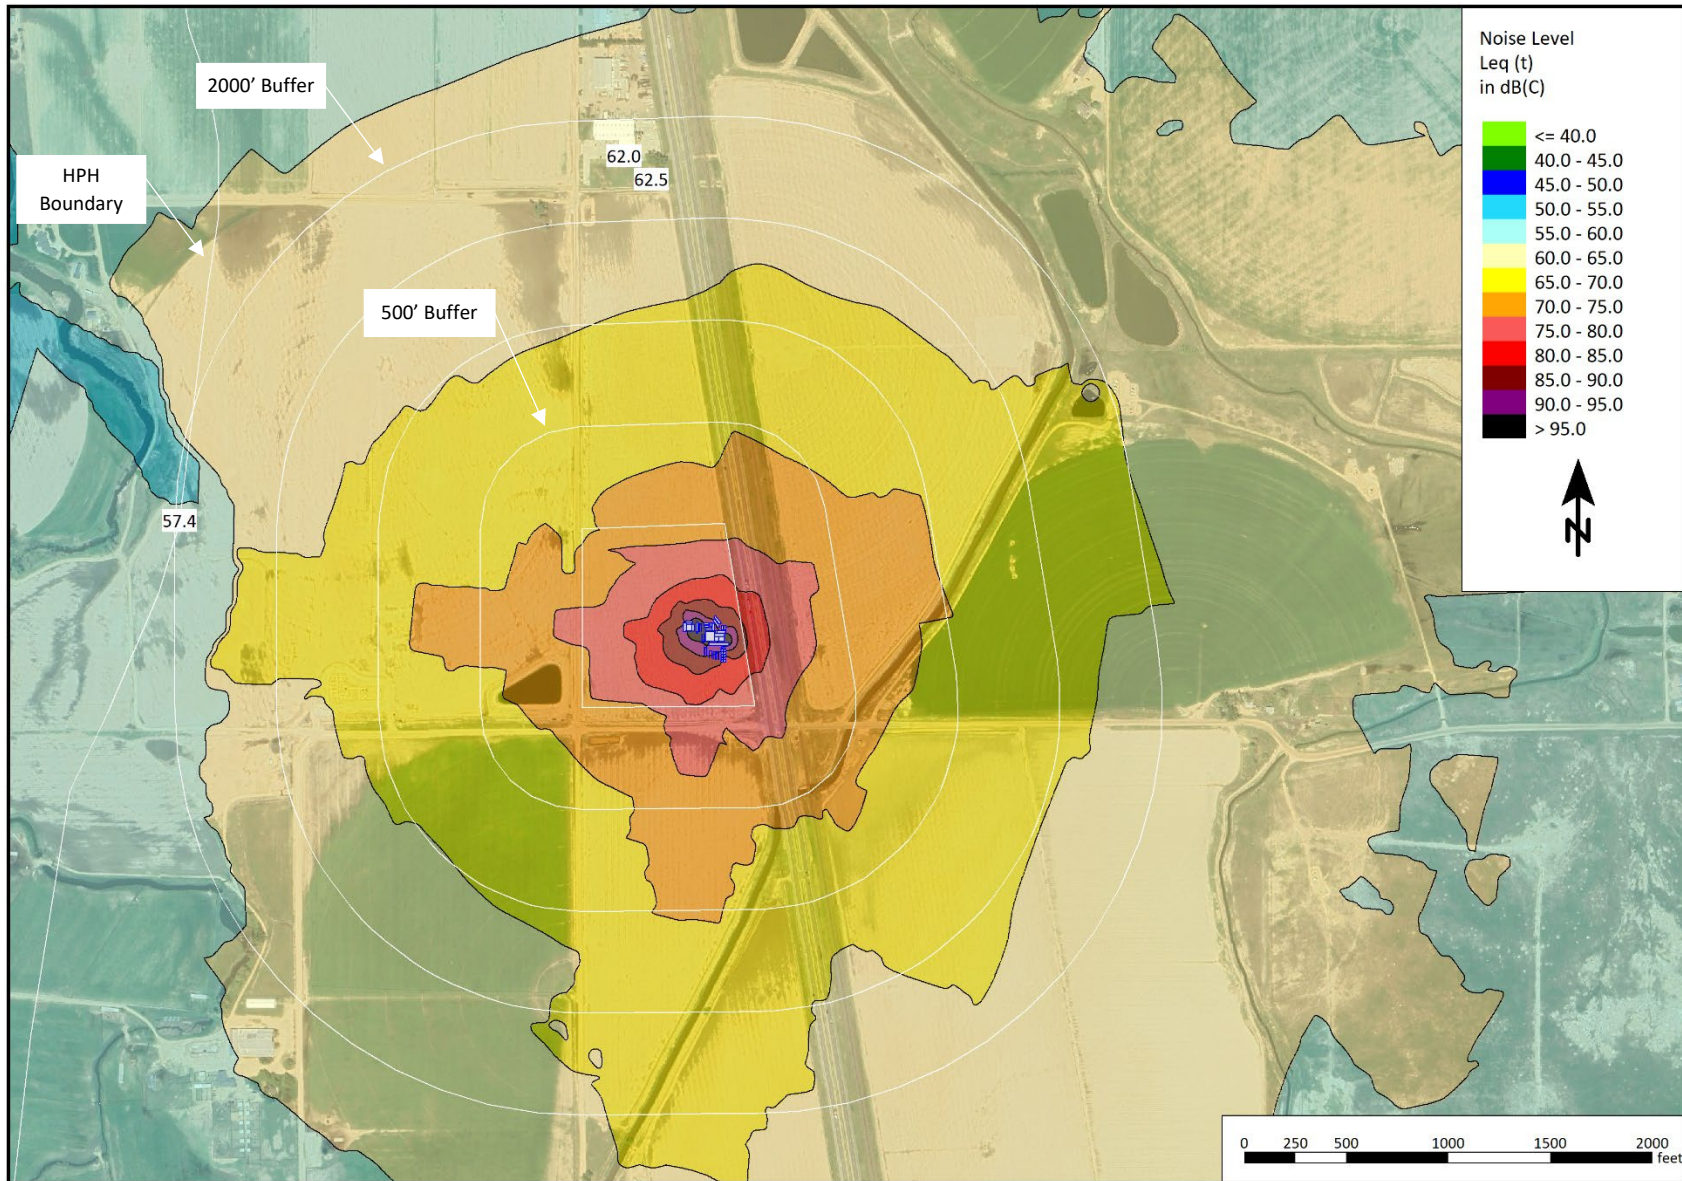 2000’ Buffer
HPH
Boundary
500’ Buffer
62.0
62.5
57.4
Noise Level
Leq (t)
in dB(C)
<= 40.0
40.0 - 45.0
45.0 - 50.0
50.0 - 55.0
55.0 - 60.0
60.0 - 65.0
65.0 - 70.0
70.0 - 75.0
75.0 - 80.0
80.0 - 85.0
85.0 - 90.0
90.0 - 95.0
> 95.0
N
0 250 500 1000 1500 2000
feet